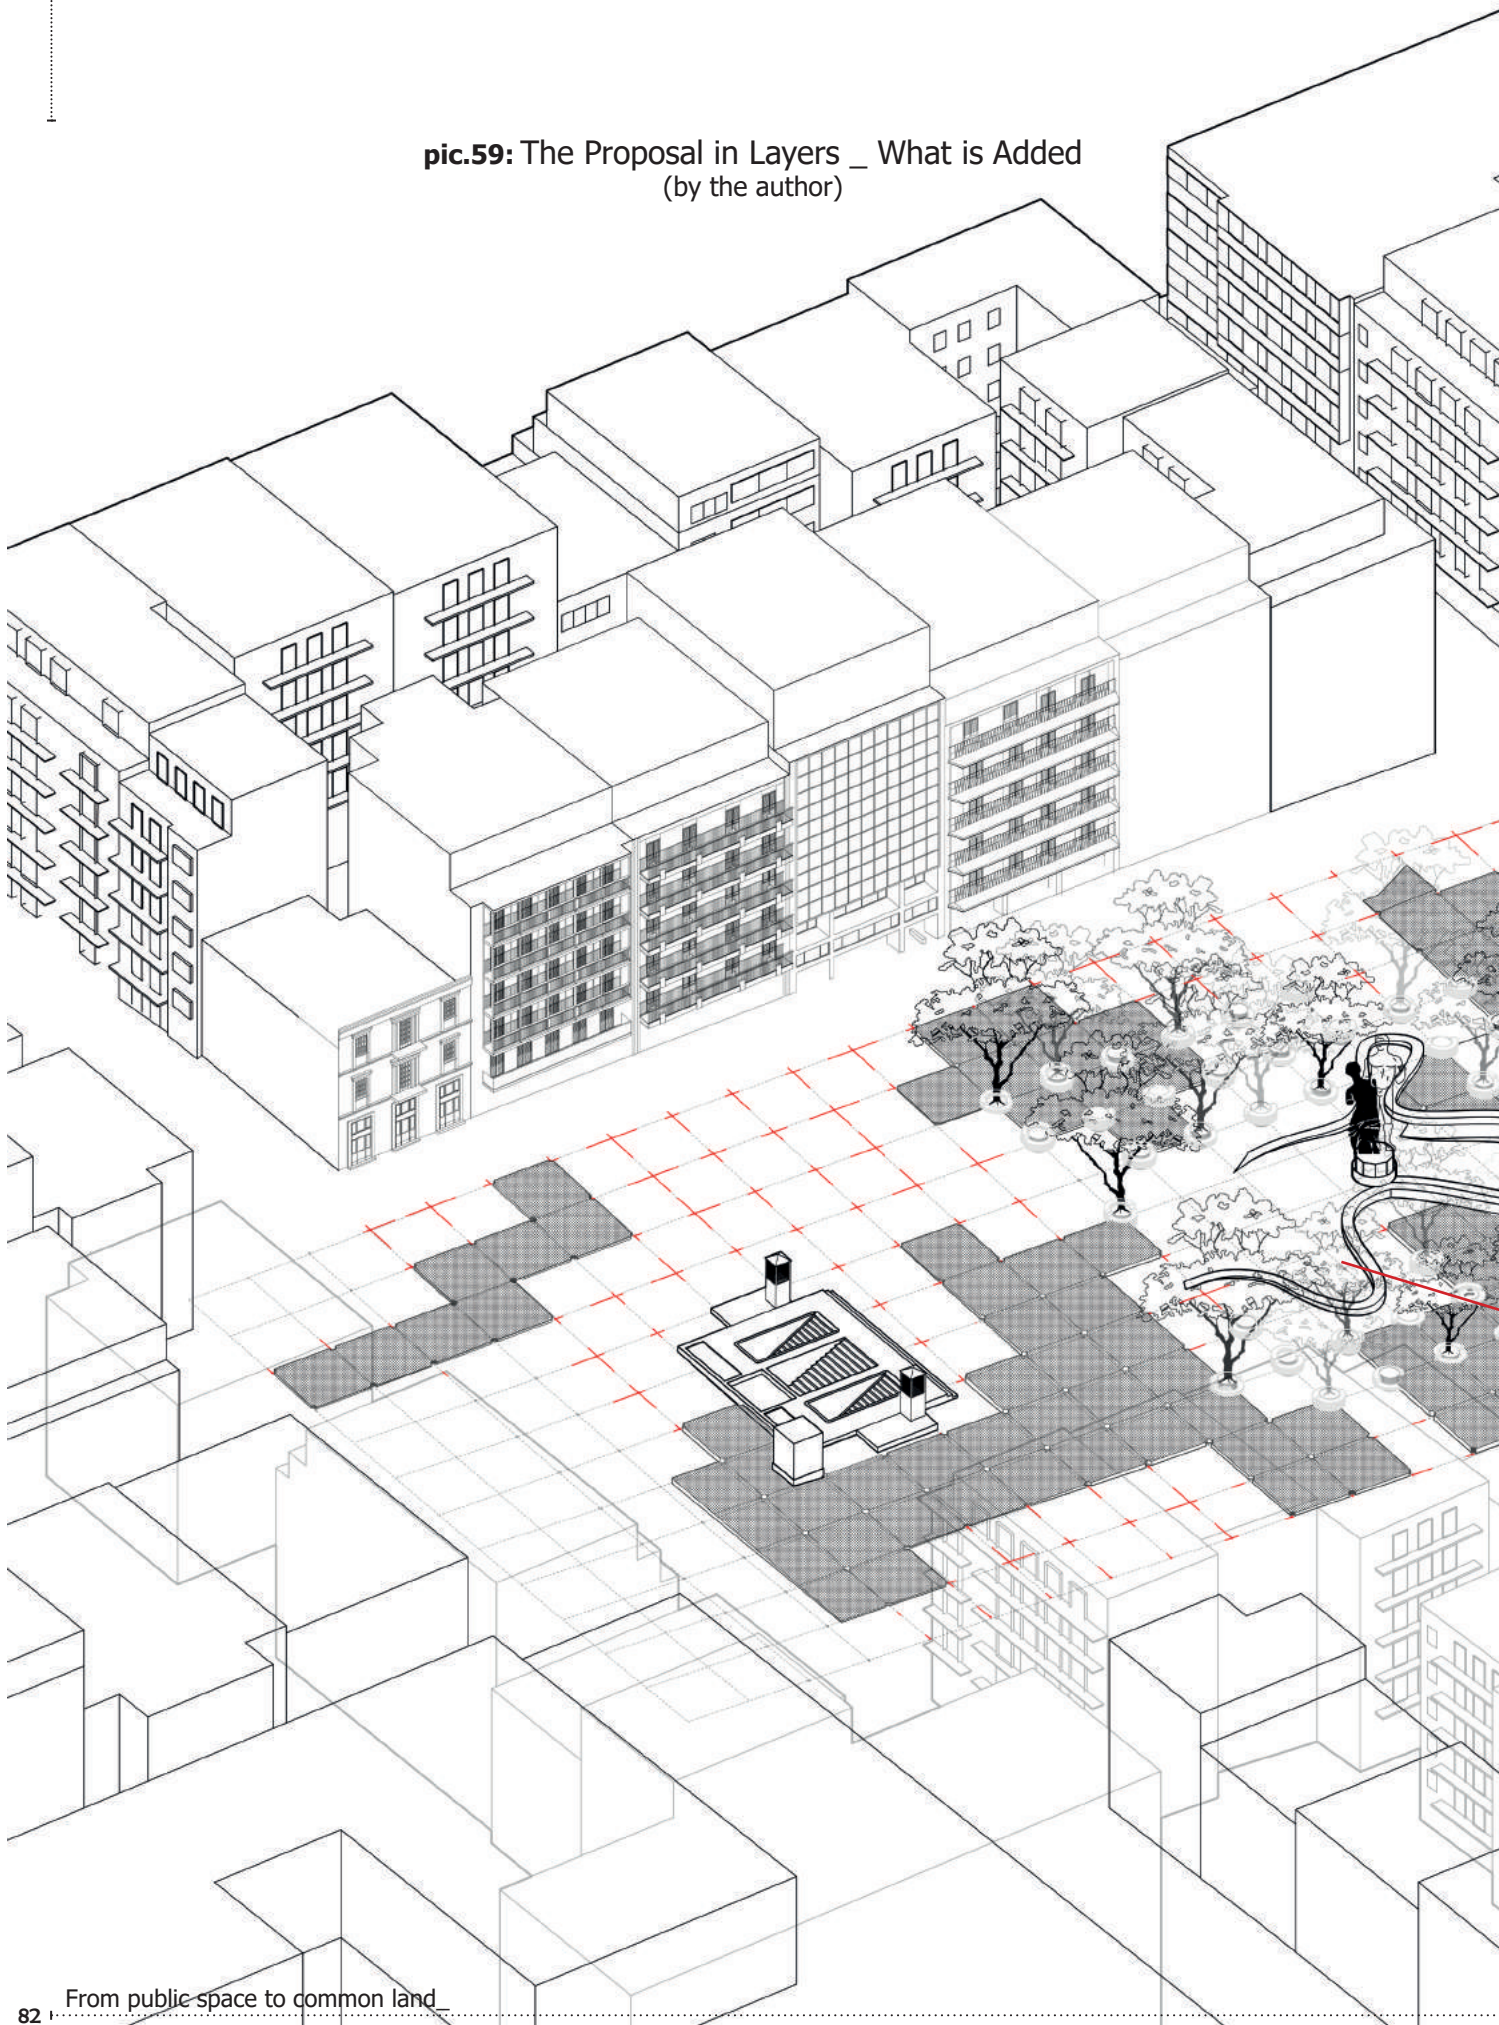 pic.59: The Proposal in Layers _ What is Added
(by the author)
From public space to common land_
82